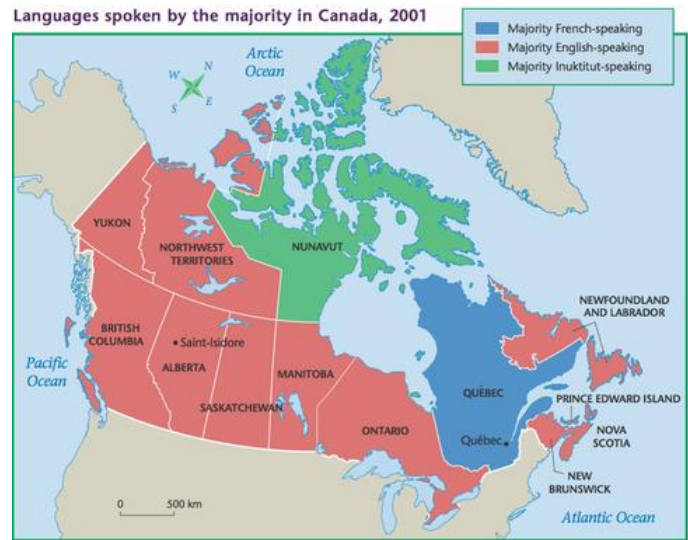 Languages spoken by the majority in Canada, 2001
Majority French-speaking
Majority English-speaking
Majority Inuktitut-speaking
Arctic
Ocean
N
W
S
E
YUKON
NORTHWEST
TERRITORIES
NUNAVUT
NEWFOUNDLAND
AND LABRADOR
BRITISH
COLUMBIA
Saint-Isidore
ALBERTA
Pacific
Ocean
MANITOBA
SASKATCHEWAN
QUÉBEC
PRINCE EDWARD ISLAND
ONTARIO
Québec
NOVA
SCOTIA
NEW
BRUNSWICK
0 500 km
Atlantic Ocean